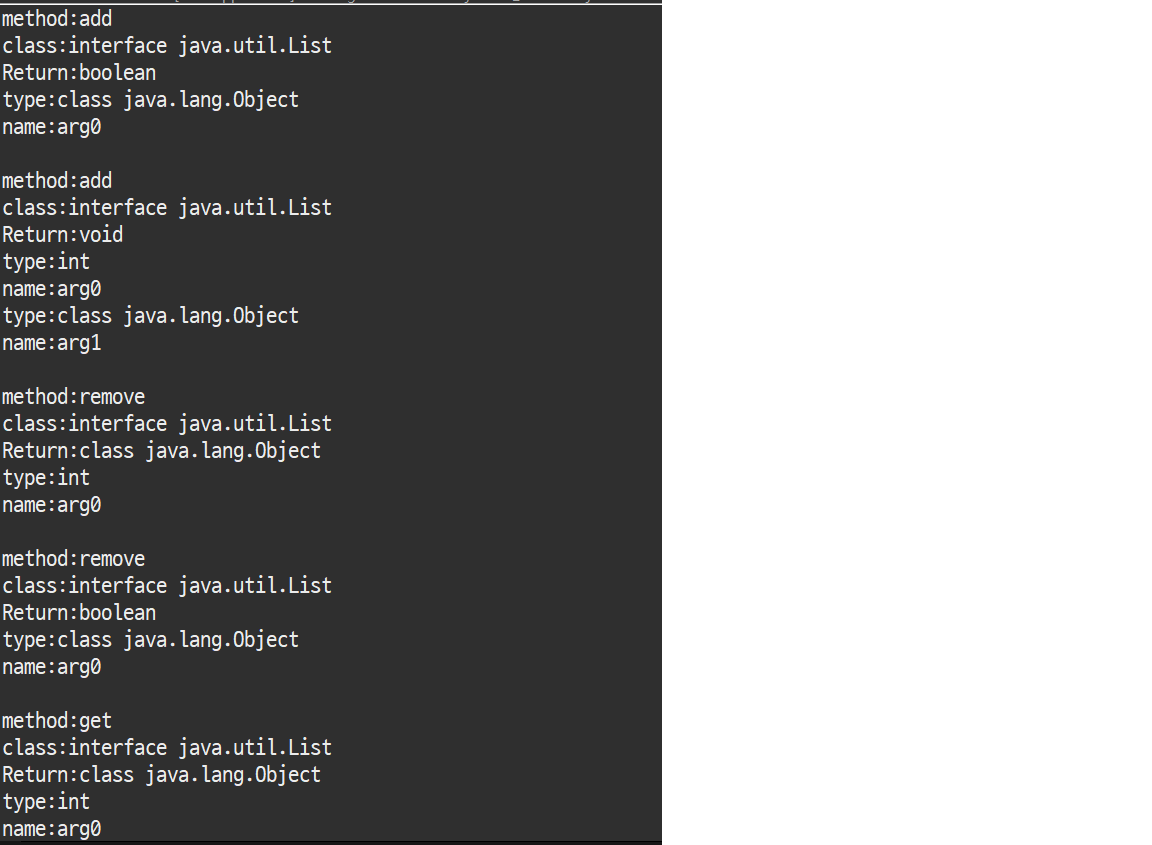 method:add
class:interface java.util.List
Return:boolean
type:class java.lang.Object
name:arg0

method:add
class:interface java.util.List
Return:void
type:int
name:arg0
type:class java.lang.Object
name:arg1

method:remove
class:interface java.util.List
Return:class java.lang.Object
type:int
name:arg0

method:remove
class:interface java.util.List
Return:boolean
type:class java.lang.Object
name:arg0

method:get
class:interface java.util.List
Return:class java.lang.Object
type:int
name:arg0